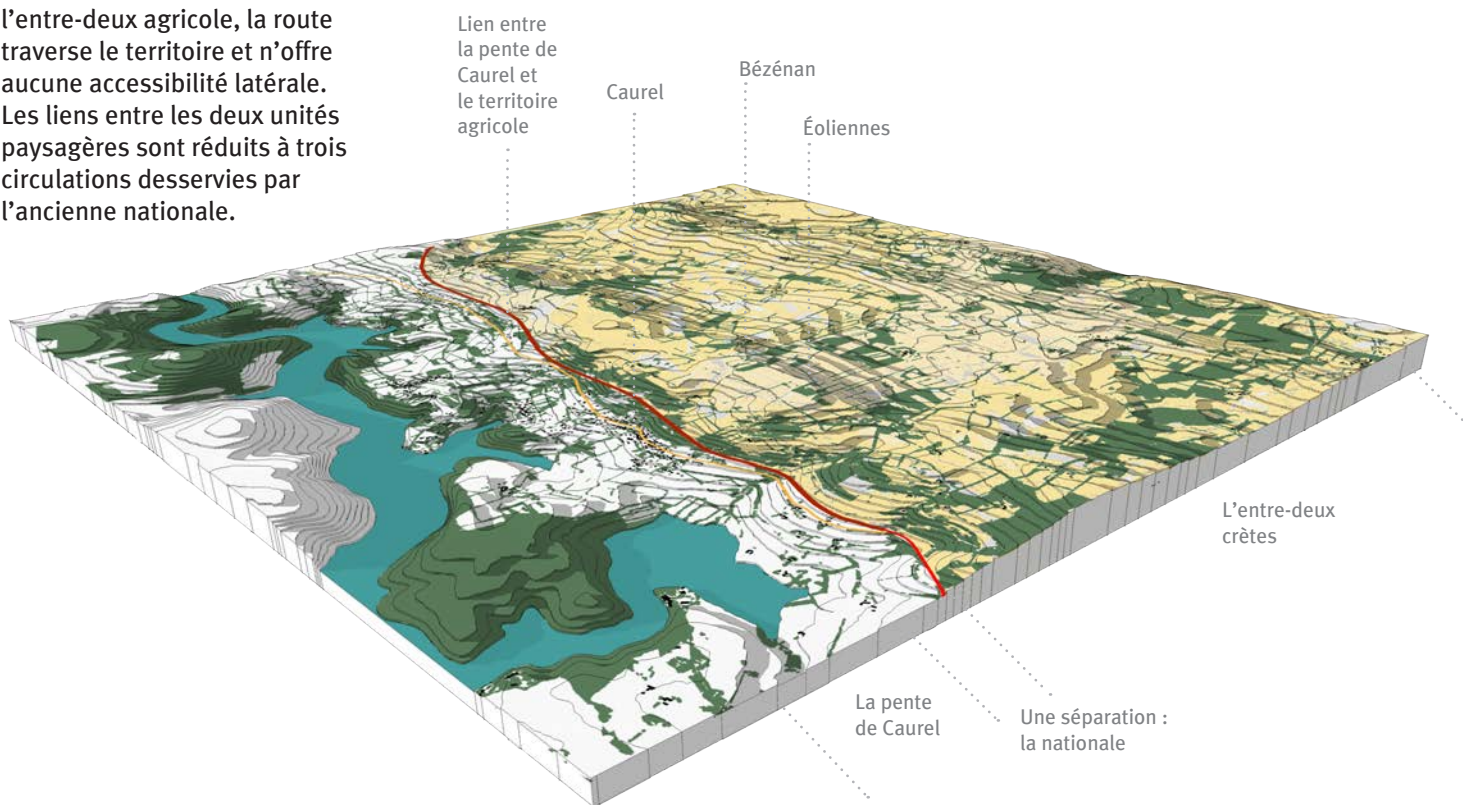 l’entre-deux agricole, la route
traverse le territoire et n’offre
aucune accessibilité latérale.
Les liens entre les deux unités
paysagères sont réduits à trois
circulations desservies par
l’ancienne nationale.
Lien entre
la pente de
Caurel et
le territoire
agricole
Caurel
Bézénan
Éoliennes
L’entre-deux
crètes
La pente
de Caurel
Une séparation :
la nationale